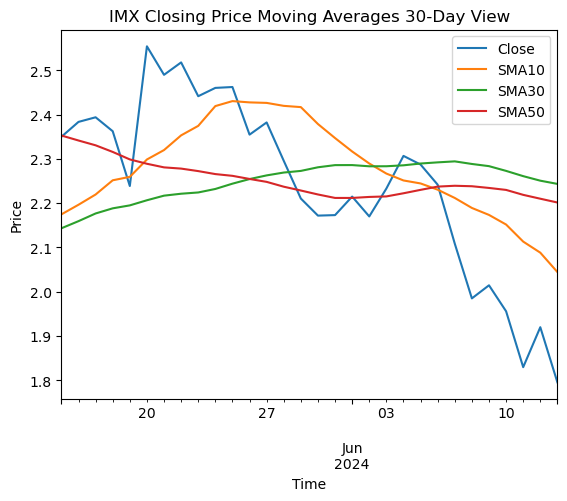 IMX Closing Price Moving Averages 30-Day View
Close
SMA10
SMA30
SMA50
Price
2.5
2.4
2.3
2.2
2.1
2.0
1.9
1.8
20
27
03
10
Jun
2024
Time